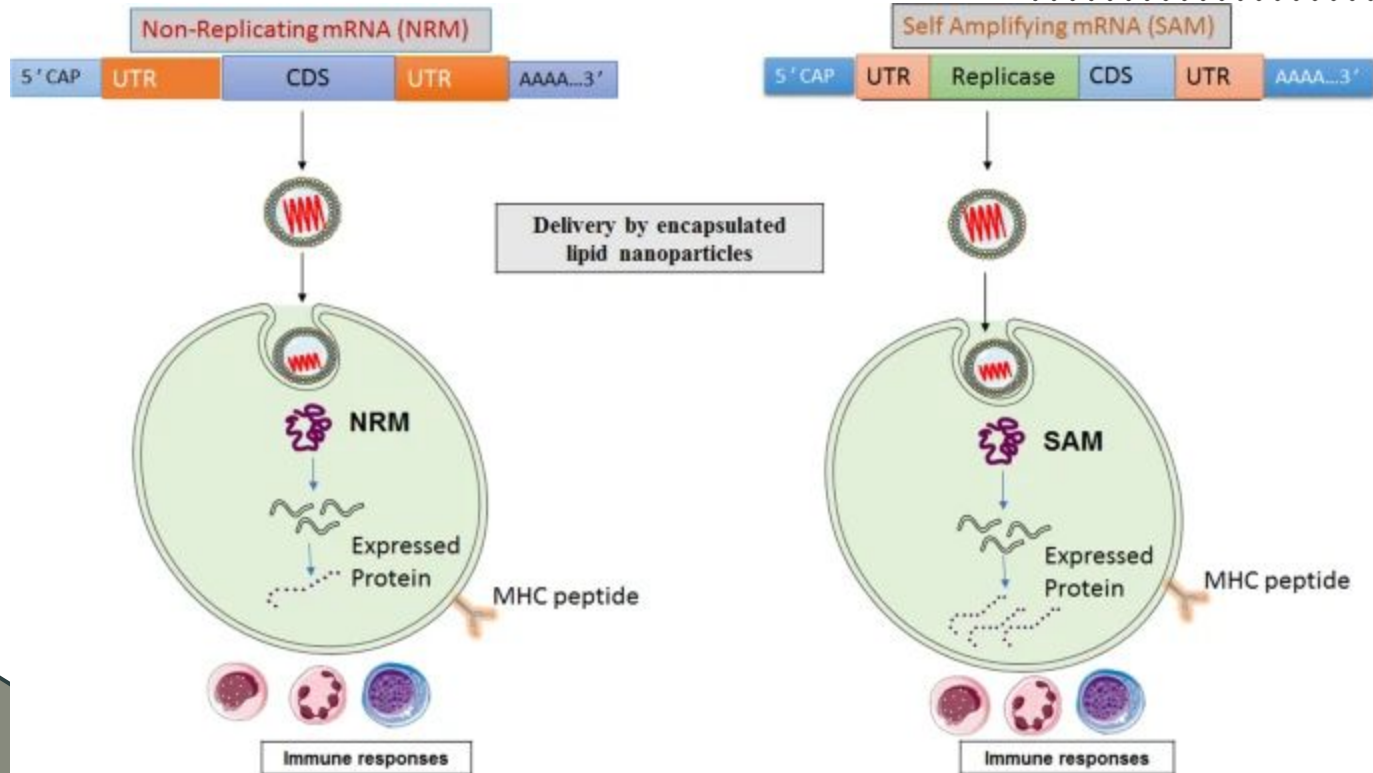 Non-Replicating mRNA (NRM)
5 ' CAP UTR CDS UTR AAAA...3 '
NRM
Expressed
Protein
MHC peptide
Immune responses
Delivery by encapsulated
lipid nanoparticles
Self Amplifying mRNA (SAM)
5 ' CAP UTR Replicase CDS UTR AAAA...3 '
SAM
Expressed
Protein
MHC peptide
Immune responses